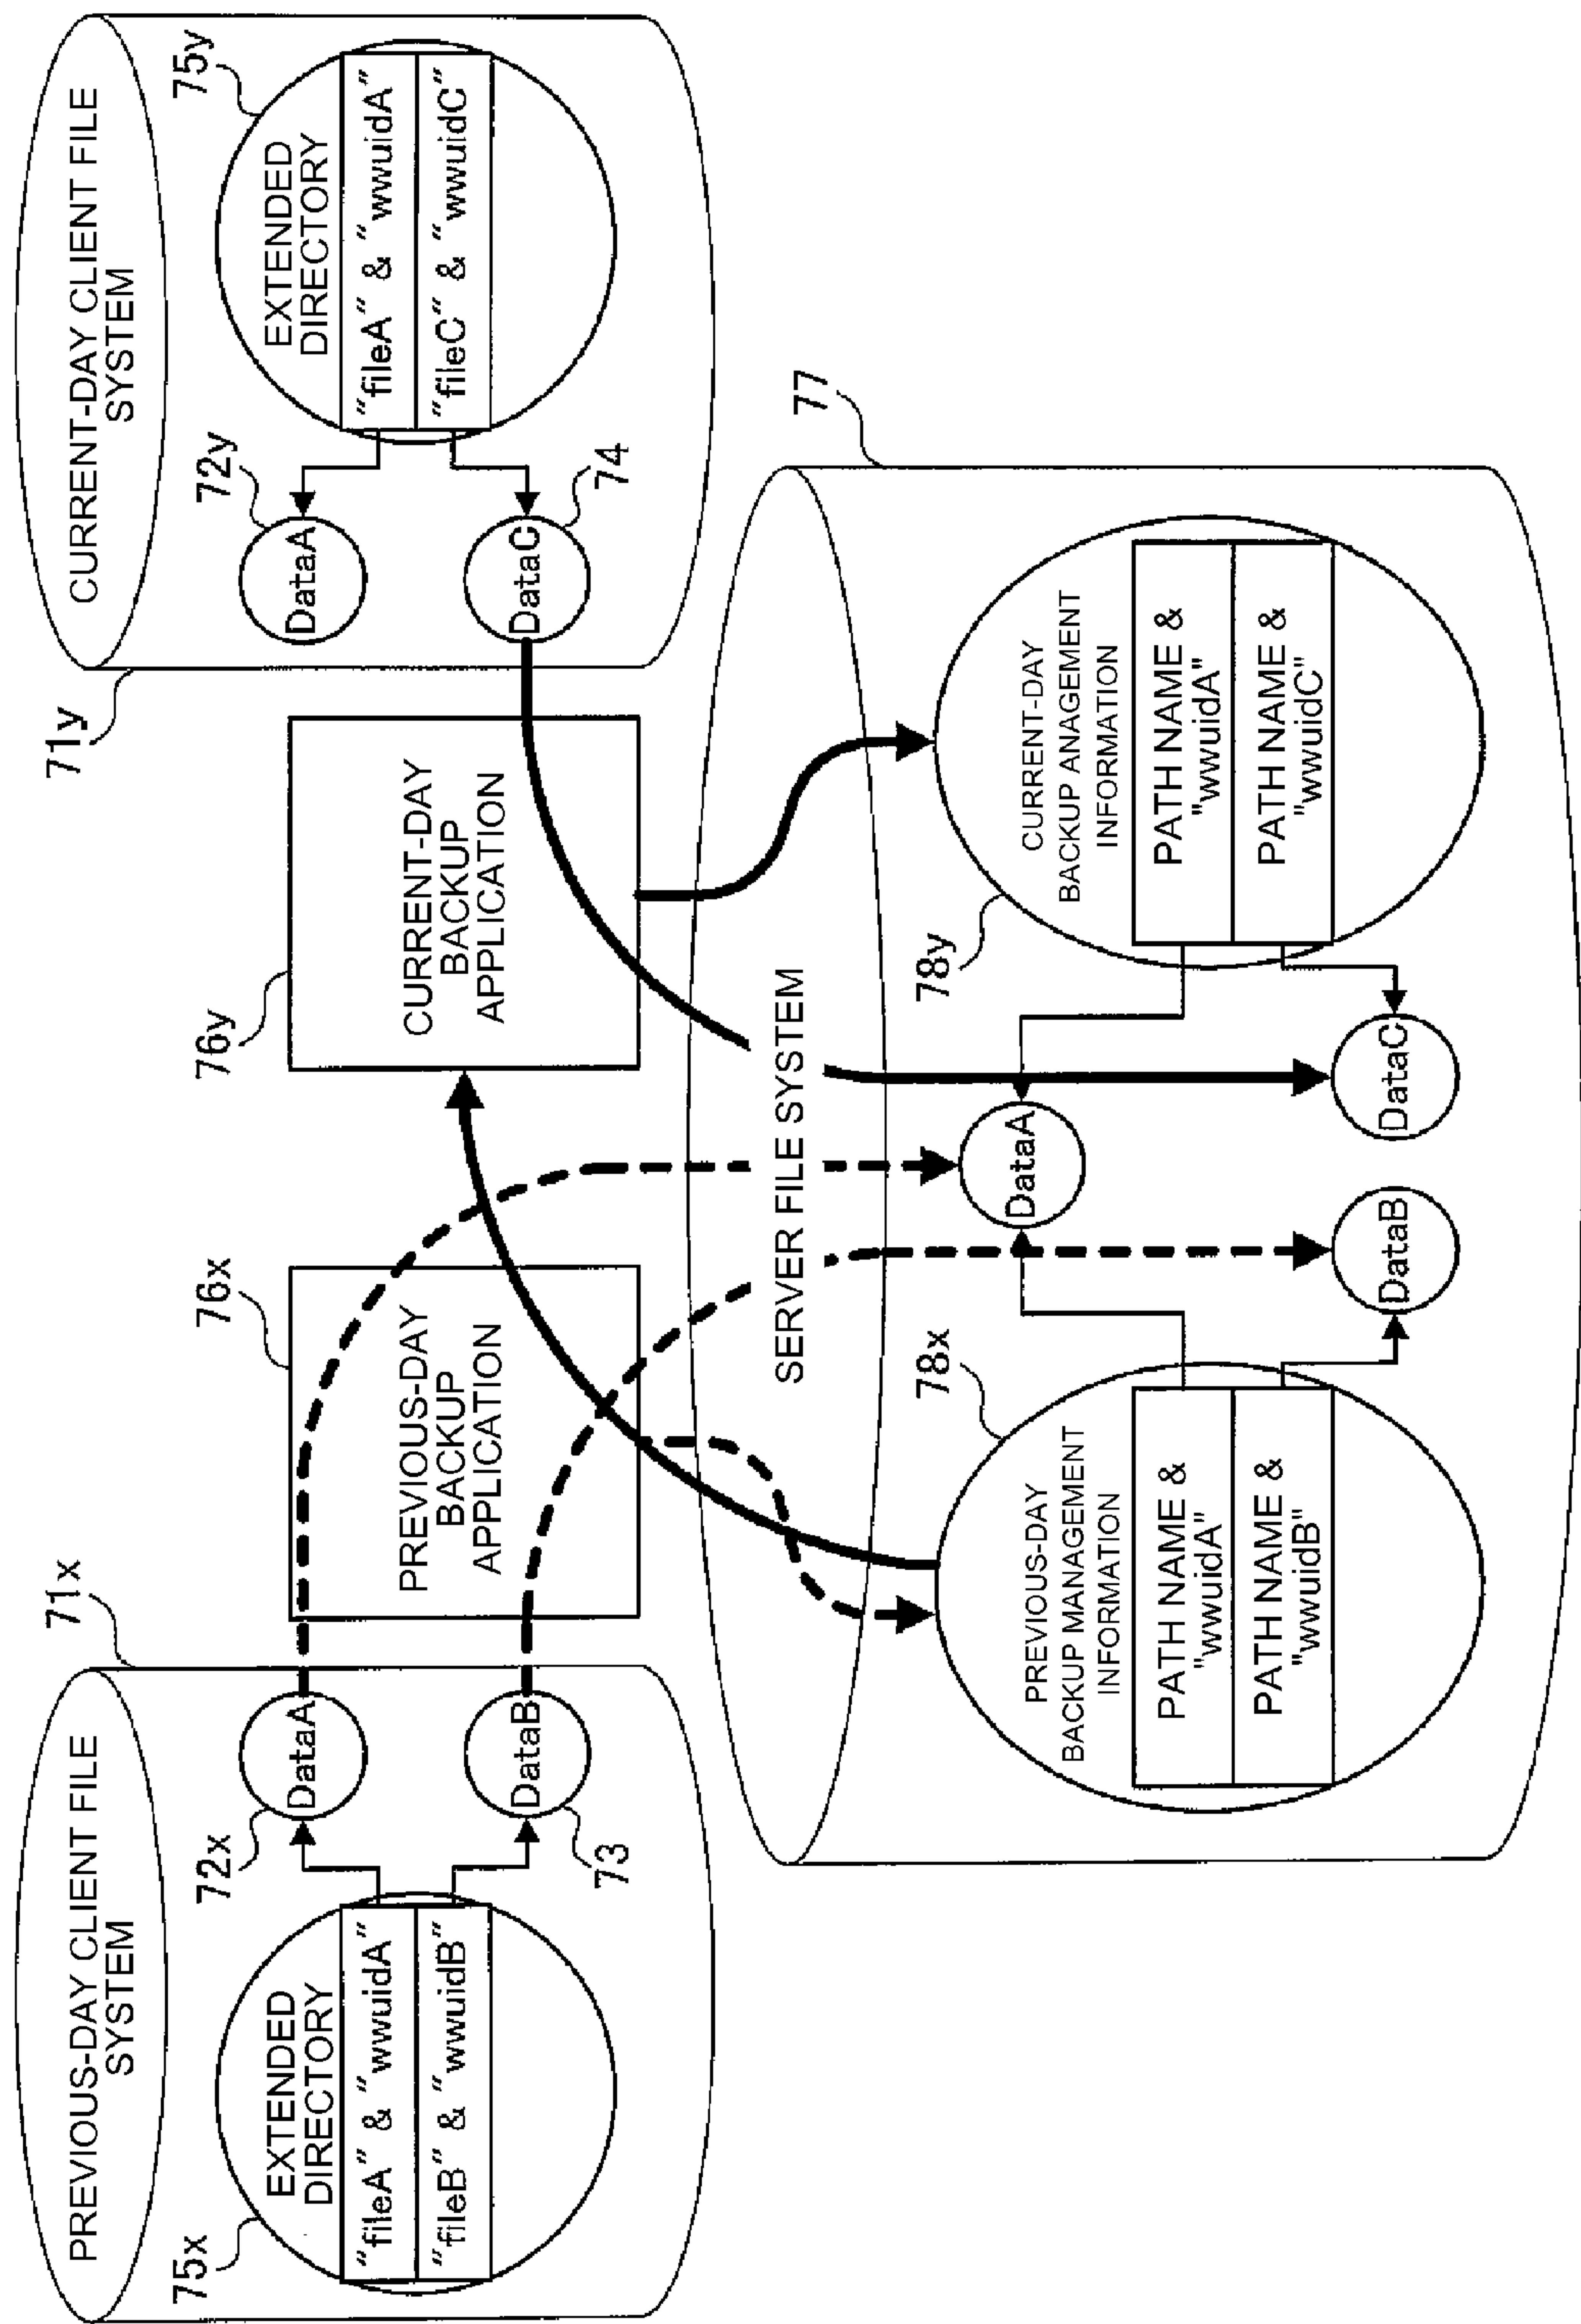 PREVIOUS-DAY CLIENT FILE
SYSTEM
71x
75x
EXTENDED
DIRECTORY
"fileA" & "wwuidA"
"fileB" & "wwuidB"
72x
DataA
DataB
73
76x
PREVIOUS-DAY
BACKUP
APPLICATION
76y
CURRENT-DAY
BACKUP
APPLICATION
71y
CURRENT-DAY CLIENT FILE
SYSTEM
72y
DataA
DataC
74
75y
EXTENDED
DIRECTORY
"fileA" & "wwuidA"
"fileC" & "wwuidC"
77
SERVER FILE SYSTEM
78x
PREVIOUS-DAY
BACKUP MANAGEMENT
INFORMATION
PATH NAME &
"wwuidA"
PATH NAME &
"wwuidB"
DataA
DataB
DataC
78y
CURRENT-DAY
BACKUP ANAGEMENT
INFORMATION
PATH NAME &
"wwuidA"
PATH NAME &
"wwuidC"